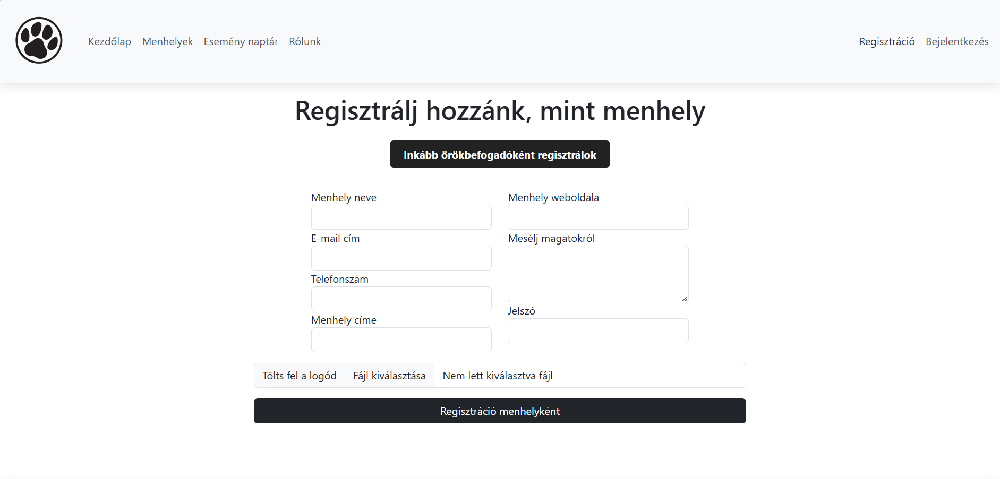 Kezdőlap Menhelyek Esemény naptár Rólunk Regisztráció Bejelentkezés
Regisztrálj hozzánk, mint menhely
Inkább örökbefogadóként regisztrálok
Menhely neve
E-mail cím
Telefonszám
Menhely címe
Menhely weboldala
Mesélj magatokról
Jelszó
Tölts fel a logód Fájl kiválasztása Nem lett kiválasztva fájl
Regisztráció menhelyként